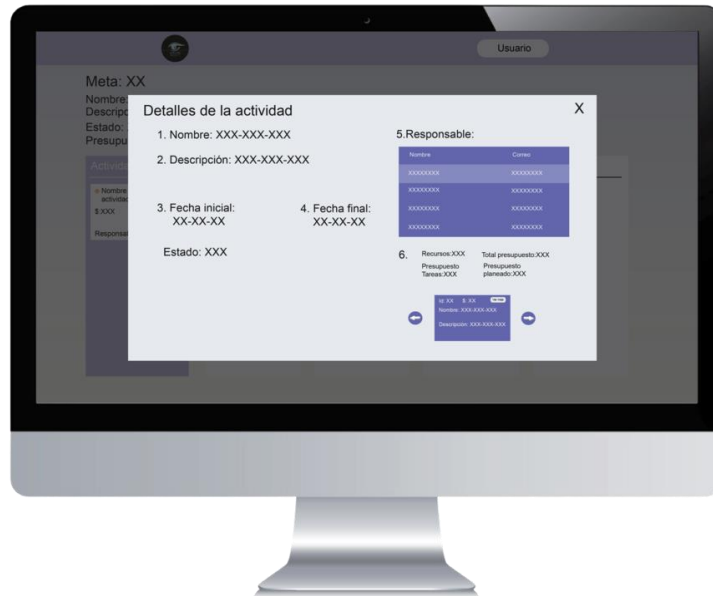 Usuario
Meta: XX
Nombre
Descripc
Estado:
Presupu
Activida
Nombre
actividad
$:XXX
Responsal
Detalles de la actividad
X
1. Nombre: XXX-XXX-XXX
2. Descripción: XXX-XXX-XXX
3. Fecha inicial:
XX-XX-XX
4. Fecha final:
XX-XX-XX
Estado: XXX
5.Responsable:
Nombre Correo
XXXXXXXX XXXXXXXX
XXXXXXXX XXXXXXXX
XXXXXXXX XXXXXXXX
XXXXXXXX XXXXXXXX
6. Recursos:XXX Total presupuesto:XXX
Presupuesto
Tareas:XXX
Presupuesto
planeado:XXX
Id: XX $: XX
Nombre: XXX-XXX-XXX
Descripción: XXX-XXX-XXX